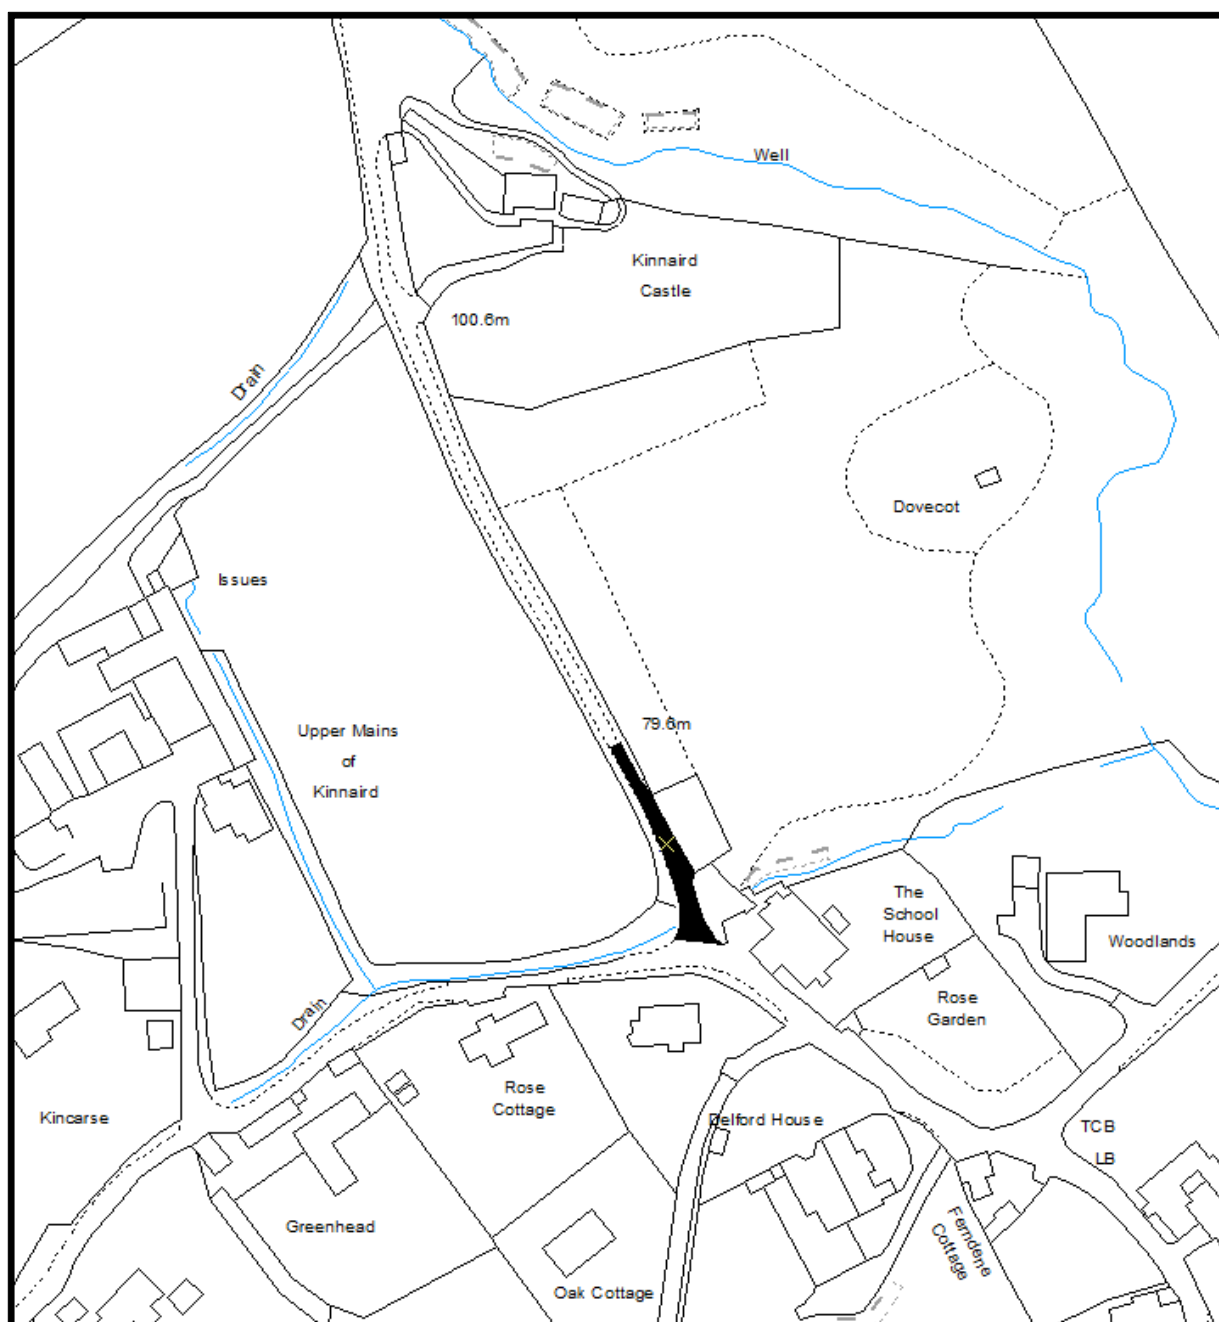 Well
Kinnaird
Castle
100.6m
Drain
Dovecot
Issues
79.6m
Upper Mains
of
Kinnaird
The
School
House
Woodlands
Rose
Garden
Drain
Rose
Cottage
Kincarse
Delford House
TCB
LB
Greenhead
Ferndene
Cottage
Oak Cottage